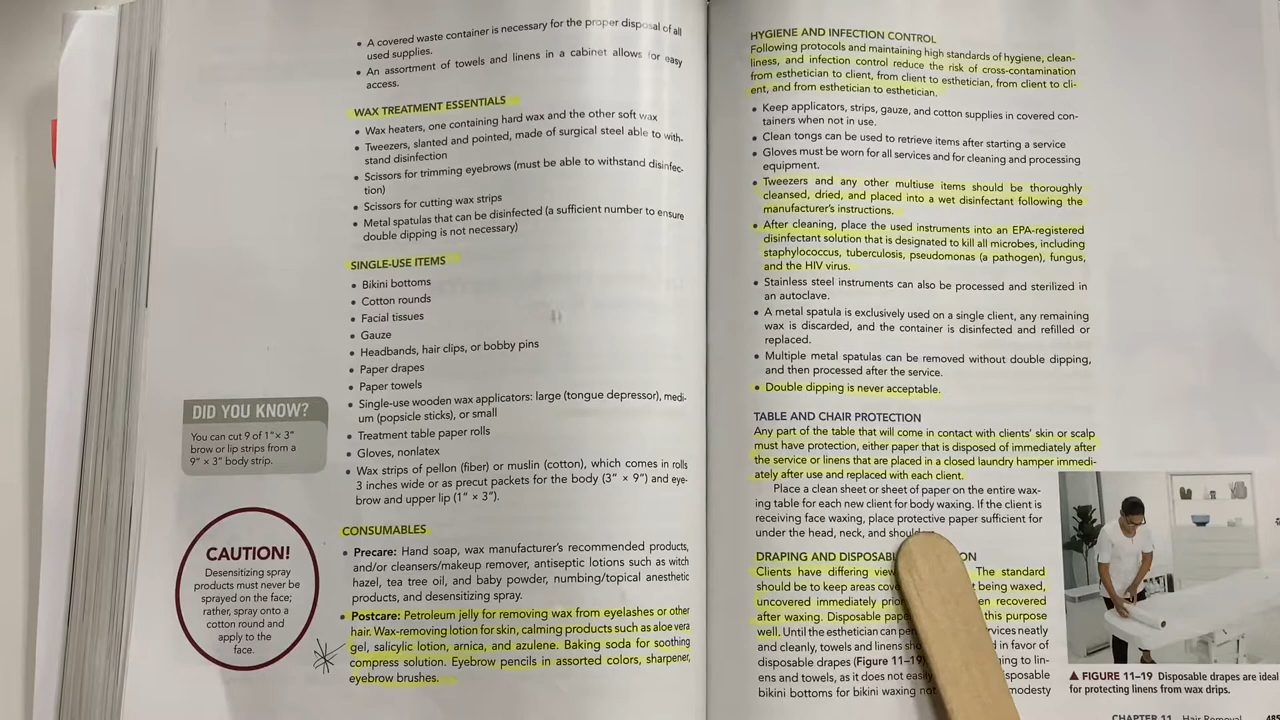 • A covered waste container is necessary for the proper disposal of all
used supplies.
• An assortment of towels and linens in a cabinet allows for easy
access.
WAX TREATMENT ESSENTIALS
• Wax heaters, one containing hard wax and the other soft wax
• Tweezers, slanted and pointed, made of surgical steel able to with-
stand disinfection
• Scissors for trimming eyebrows (must be able to withstand disinfec-
tion)
• Scissors for cutting wax strips
• Metal spatulas that can be disinfected (a sufficient number to ensure
double dipping is not necessary)
SINGLE-USE ITEMS
• Bikini bottoms
• Cotton rounds
• Facial tissues
• Gauze
• Headbands, hair clips, or bobby pins
• Paper drapes
• Paper towels
• Single-use wooden wax applicators: large (tongue depressor), medi-
um (popsicle sticks), or small
• Treatment table paper rolls
• Gloves, nonlatex
• Wax strips of pellon (fiber) or muslin (cotton), which comes in rolls
3 inches wide or as precut packets for the body (3" × 9") and eye-
brow and upper lip (1" × 3").
DID YOU KNOW?
You can cut 9 of 1"× 3"
brow or lip strips from a
9" × 3" body strip.
CAUTION!
Desensitizing spray
products must never be
sprayed on the face;
rather, spray onto a
cotton round and
apply to the
face.
CONSUMABLES
• Precare: Hand soap, wax manufacturer's recommended products,
and/or cleansers/makeup remover, antiseptic lotions such as witch
hazel, tea tree oil, and baby powder, numbing/topical anesthetic
products, and desensitizing spray.
• Postcare: Petroleum jelly for removing wax from eyelashes or other
hair. Wax-removing lotion for skin, calming products such as aloe vera
gel, salicylic lotion, arnica, and azulene. Baking soda for soothing
compress solution. Eyebrow pencils in assorted colors, sharpener,
eyebrow brushes.
HYGIENE AND INFECTION CONTROL
Following protocols and maintaining high standards of hygiene, clean-
liness, and infection control reduce the risk of cross-contamination
from esthetician to client, from client to esthetician, from client to cli-
ent, and from esthetician to esthetician.
• Keep applicators, strips, gauze, and cotton supplies in covered con-
tainers when not in use.
• Clean tongs can be used to retrieve items after starting a service
• Gloves must be worn for all services and for cleaning and processing
equipment.
• Tweezers and any other multiuse items should be thoroughly
cleansed, dried, and placed into a wet disinfectant following the
manufacturer's instructions.
• After cleaning, place the used instruments into an EPA-registered
disinfectant solution that is designated to kill all microbes, including
staphylococcus, tuberculosis, pseudomonas (a pathogen), fungus,
and the HIV virus.
• Stainless steel instruments can also be processed and sterilized in
an autoclave.
• A metal spatula is exclusively used on a single client, any remaining
wax is discarded, and the container is disinfected and refilled or
replaced.
• Multiple metal spatulas can be removed without double dipping,
and then processed after the service.
• Double dipping is never acceptable.
TABLE AND CHAIR PROTECTION
Any part of the table that will come in contact with clients' skin or scalp
must have protection, either paper that is disposed of immediately after
the service or linens that are placed in a closed laundry hamper immedi-
ately after use and replaced with each client.
Place a clean sheet or sheet of paper on the entire wax-
ing table for each new client for body waxing. If the client is
receiving face waxing, place protective paper sufficient for
under the head, neck, and
DRAPING AND
Clients have differing The standard
should be to keep areas being waxed,
uncovered immediately recovered
after waxing. Disposable this purpose
well. Until the esthetician can neatly
and cleanly, towels and linens in favor of
disposable drapes (Figure 11–19) to lin-
ens and towels, as it does not easily
bikini bottoms for bikini waxing modesty
▲ FIGURE 11–19 Disposable drapes are ideal
for protecting linens from wax drips.
CHAPTER 11 Hair Removal